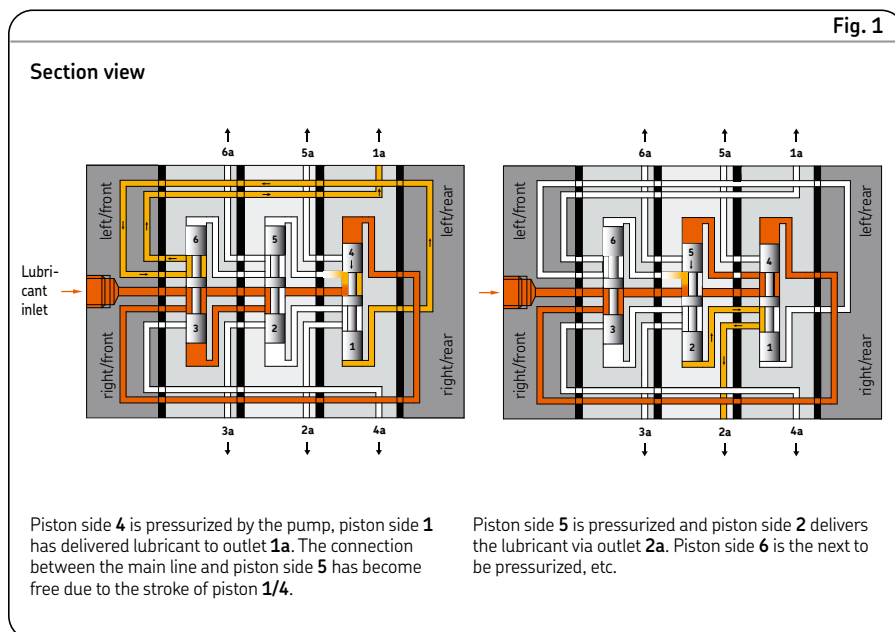 Fig. 1
Section view
6a 5a 1a
left/front
left/rear
6 5 4
Lubri-
cant
inlet
3 2 1
right/front
right/rear
3a 2a 4a
6a 5a 1a
left/front
left/rear
6 5 4
3 2 1
right/front
right/rear
3a 2a 4a
Piston side 4 is pressurized by the pump, piston side 1
has delivered lubricant to outlet 1a. The connection
between the main line and piston side 5 has become
free due to the stroke of piston 1/4.
Piston side 5 is pressurized and piston side 2 delivers
the lubricant via outlet 2a. Piston side 6 is the next to
be pressurized, etc.